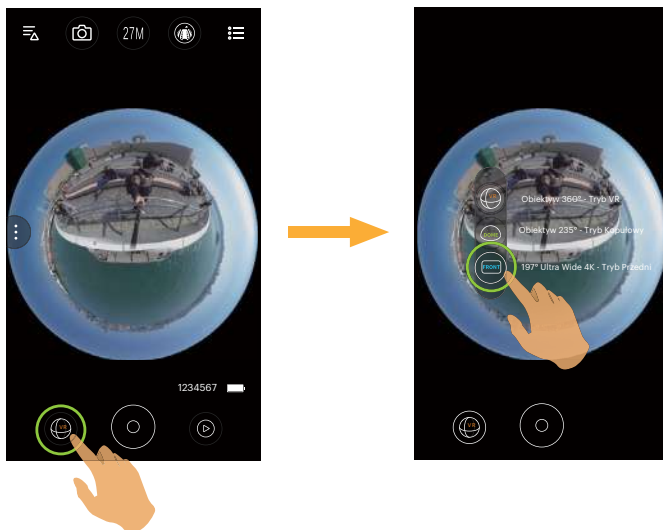 27M
1234567
VR
VR
Obiektyw 360° - Tryb VR
DOME
Obiektyw 235° - Tryb Kopułowy
FRONT
197° Ultra Wide 4K - Tryb Przedni
VR